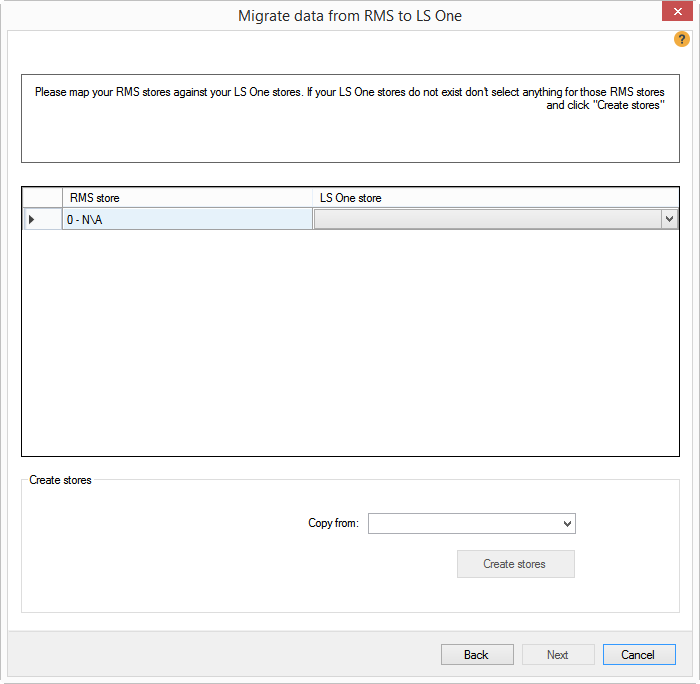 Migrate data from RMS to LS One
?
Please map your RMS stores against your LS One stores. If your LS One stores do not exist don't select anything for those RMS stores
and click "Create stores"
RMS store LS One store
0 - N\A
Create stores
Copy from:
Create stores
Back Next Cancel